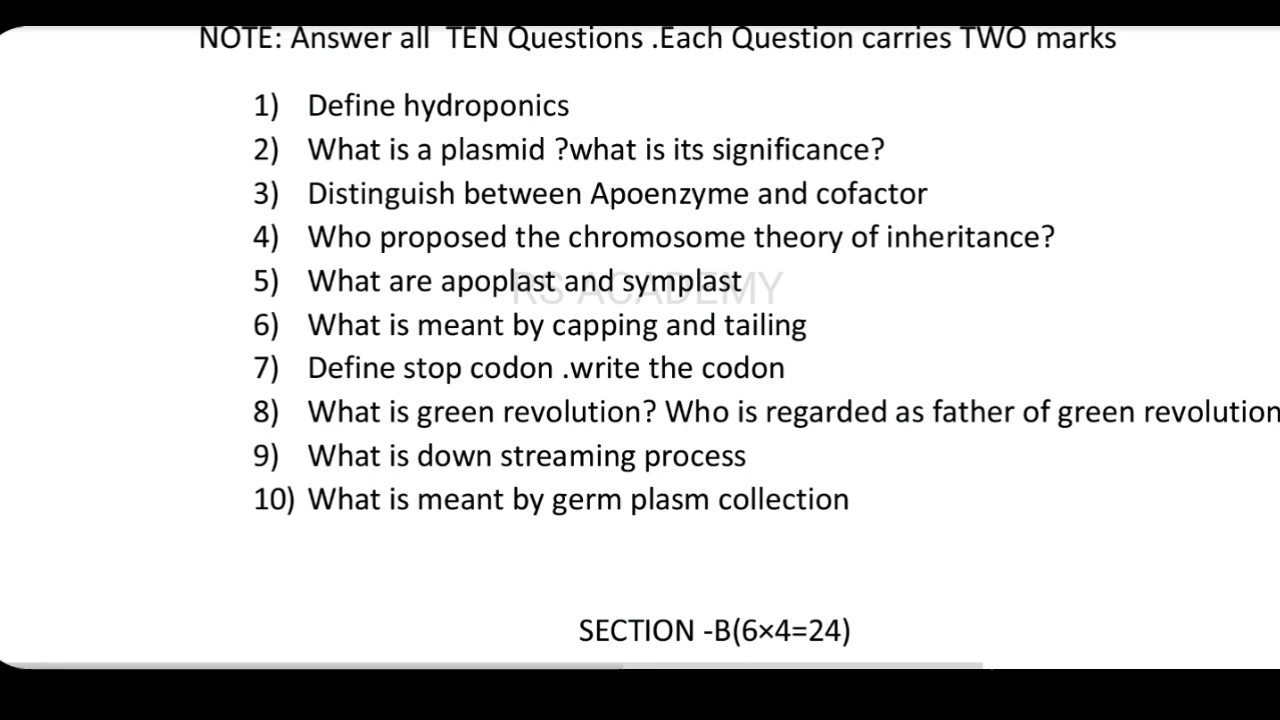 NOTE: Answer all TEN Questions .Each Question carries TWO marks
1) Define hydroponics
2) What is a plasmid ?what is its significance?
3) Distinguish between Apoenzyme and cofactor
4) Who proposed the chromosome theory of inheritance?
5) What are apoplast and symplast
RS ACADEMY
6) What is meant by capping and tailing
7) Define stop codon .write the codon
8) What is green revolution? Who is regarded as father of green revolution
9) What is down streaming process
10) What is meant by germ plasm collection
SECTION -B(6×4=24)